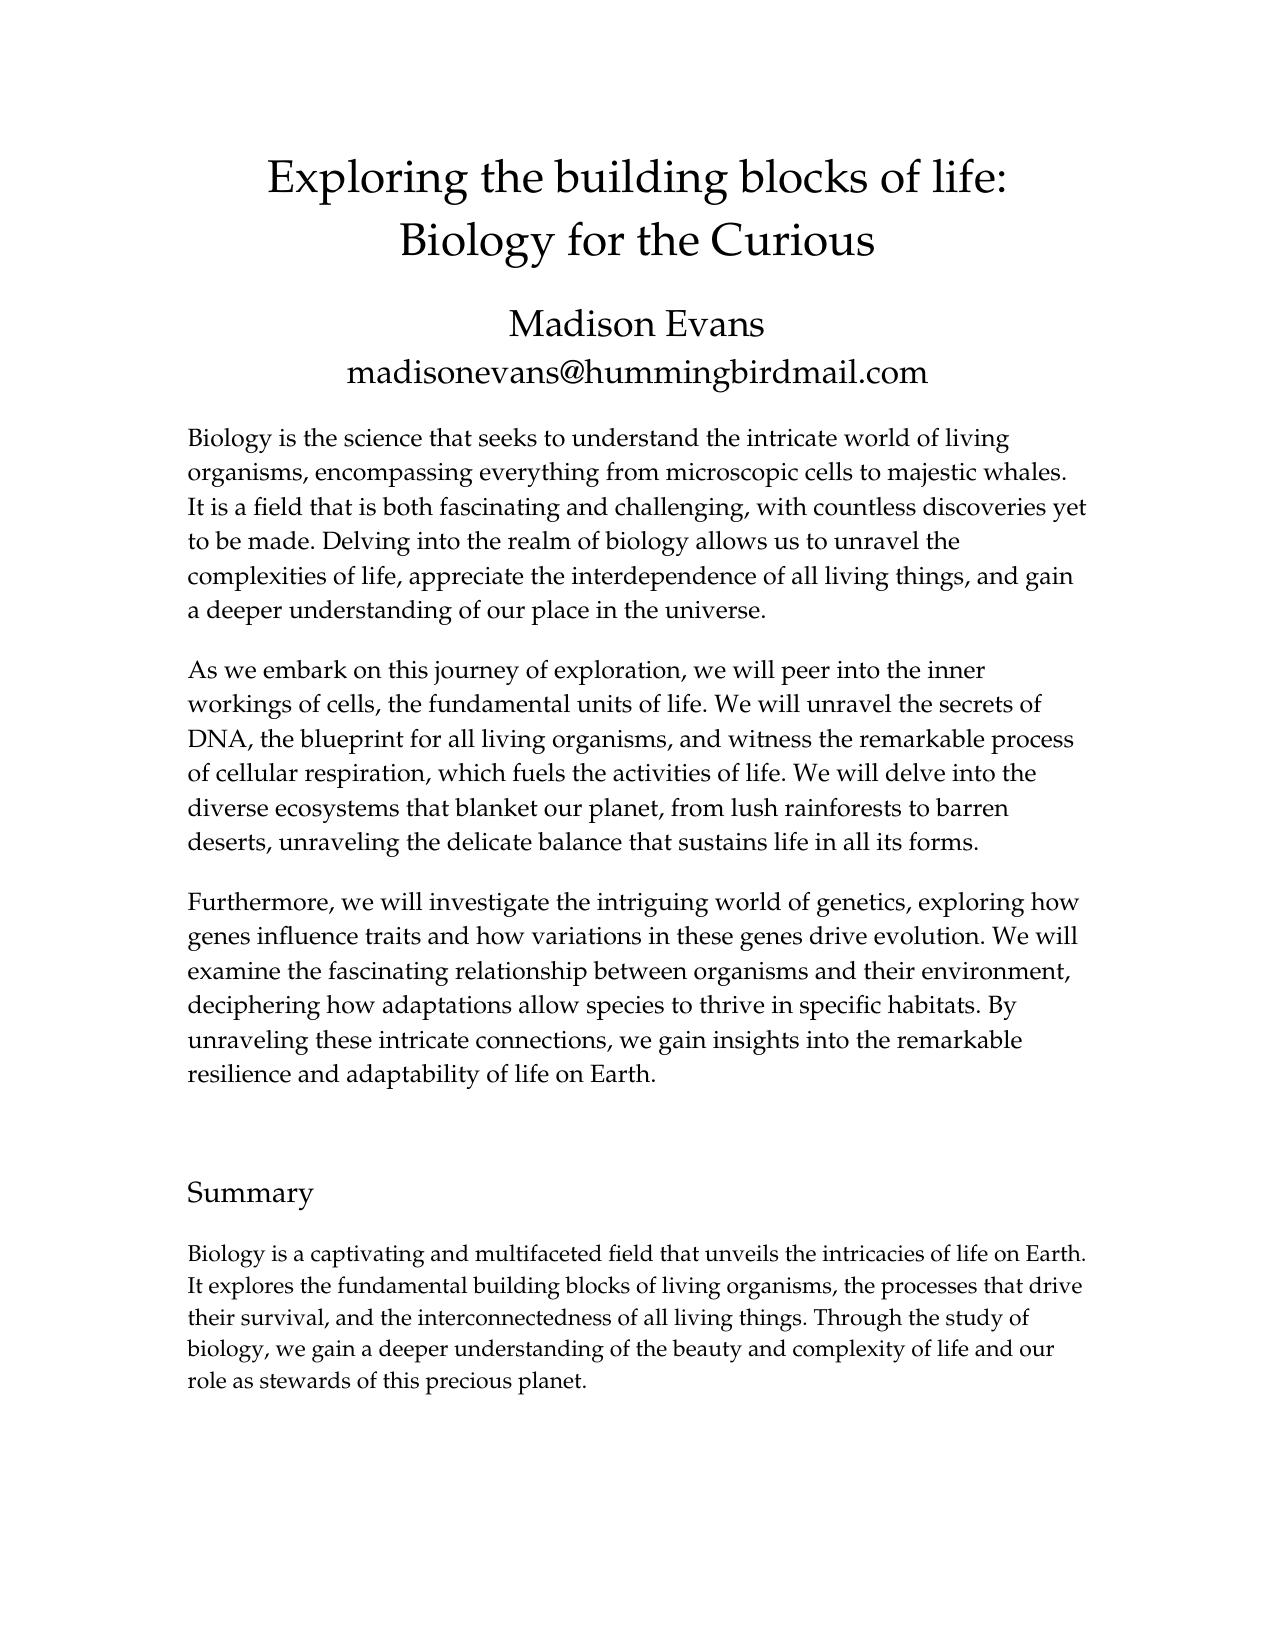 Exploring the building blocks of life:
Biology for the Curious
Madison Evans
madisonevans@hummingbirdmail.com
Biology is the science that seeks to understand the intricate world of living
organisms, encompassing everything from microscopic cells to majestic whales.
It is a field that is both fascinating and challenging, with countless discoveries yet
to be made. Delving into the realm of biology allows us to unravel the
complexities of life, appreciate the interdependence of all living things, and gain
a deeper understanding of our place in the universe.
As we embark on this journey of exploration, we will peer into the inner
workings of cells, the fundamental units of life. We will unravel the secrets of
DNA, the blueprint for all living organisms, and witness the remarkable process
of cellular respiration, which fuels the activities of life. We will delve into the
diverse ecosystems that blanket our planet, from lush rainforests to barren
deserts, unraveling the delicate balance that sustains life in all its forms.
Furthermore, we will investigate the intriguing world of genetics, exploring how
genes influence traits and how variations in these genes drive evolution. We will
examine the fascinating relationship between organisms and their environment,
deciphering how adaptations allow species to thrive in specific habitats. By
unraveling these intricate connections, we gain insights into the remarkable
resilience and adaptability of life on Earth.
Summary
Biology is a captivating and multifaceted field that unveils the intricacies of life on Earth.
It explores the fundamental building blocks of living organisms, the processes that drive
their survival, and the interconnectedness of all living things. Through the study of
biology, we gain a deeper understanding of the beauty and complexity of life and our
role as stewards of this precious planet.